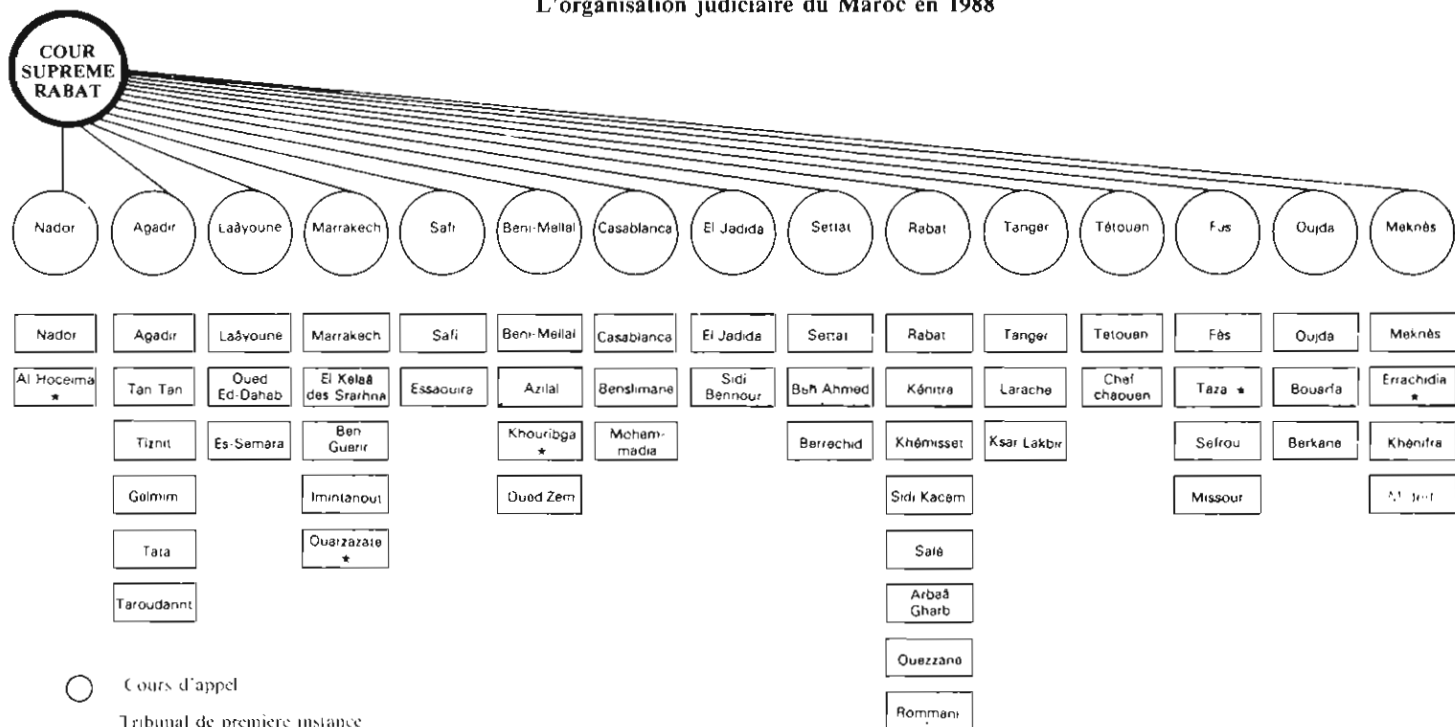 L'organisation judiciaire du Maroc en 1988
COUR
SUPREME
RABAT
Nador
Agadir
Laâyoune
Marrakech
Safi
Beni-Mellal
Casablanca
El Jadida
Settat
Rabat
Tanger
Tétouan
Oujda
Meknès
Nador
Agadir
Laâyoune
Marrakech
Safi
Beni-Mellal
Casablanca
El Jadida
Settat
Rabat
Tanger
Tetouan
Fès
Oujda
Meknès
Al Hoceima
★
Tan Tan
Oued
Ed-Dahab
El Kelaâ
des Srarhna
Essaouira
Azilal
Benslimane
Sidi
Bennour
Ben Ahmed
Kénitra
Larache
Chef
chaouen
Taza ★
Bouarfa
Errachidia
★
Tiznit
Es-Semara
Ben
Guerir
Khouribga
★
Moham-
madia
Berrechid
Khémisset
Ksar Lakbir
Sefrou
Berkane
Khénifra
Golmim
Imintanout
Oued Zem
Sidi Kacem
Missour
Tata
Ouarzazate
★
Salé
Taroudannt
Arbaâ
Gharb
Ouezzane
Rommani
Cours d'appel
Tribunal de première instance